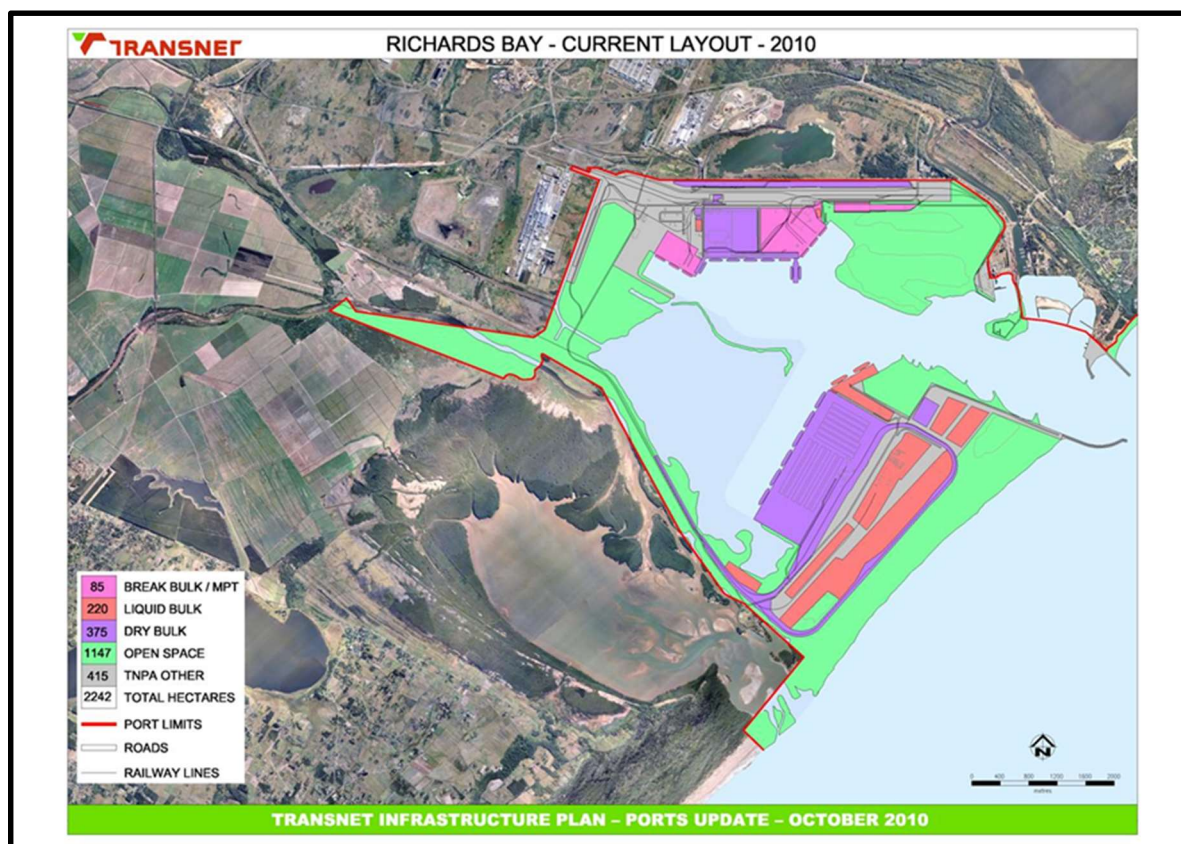 TRANSNET
RICHARDS BAY - CURRENT LAYOUT - 2010
85 BREAK BULK / MPT
220 LIQUID BULK
375 DRY BULK
1147 OPEN SPACE
415 TNPA OTHER
2242 TOTAL HECTARES
PORT LIMITS
ROADS
RAILWAY LINES
N
0 400 800 1200 1600 2000
metres
TRANSNET INFRASTRUCTURE PLAN – PORTS UPDATE – OCTOBER 2010